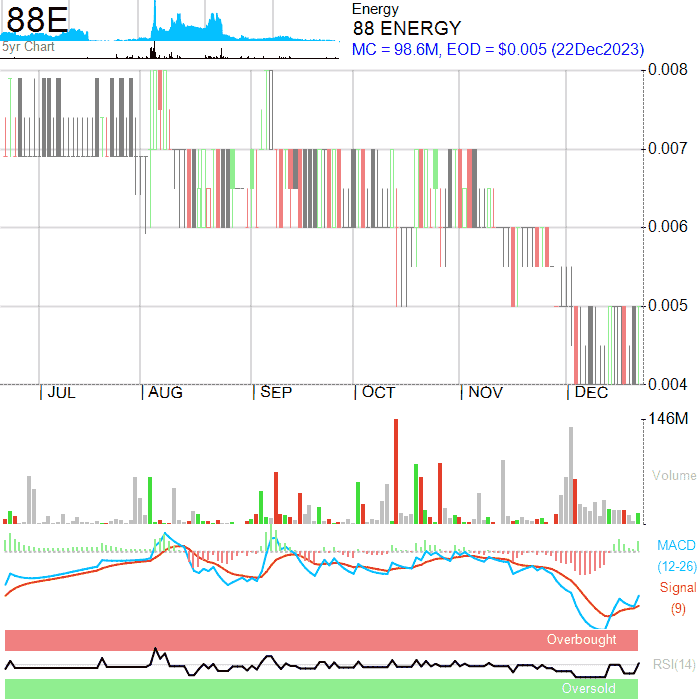 88E
5yr Chart
Energy
88 ENERGY
MC = 98.6M, EOD = $0.005 (22Dec2023)
0.008
0.007
0.006
0.005
0.004
JUL AUG SEP OCT NOV DEC
146M
Volume
MACD
(12-26)
Signal
(9)
Overbought
RSI(14)
Oversold